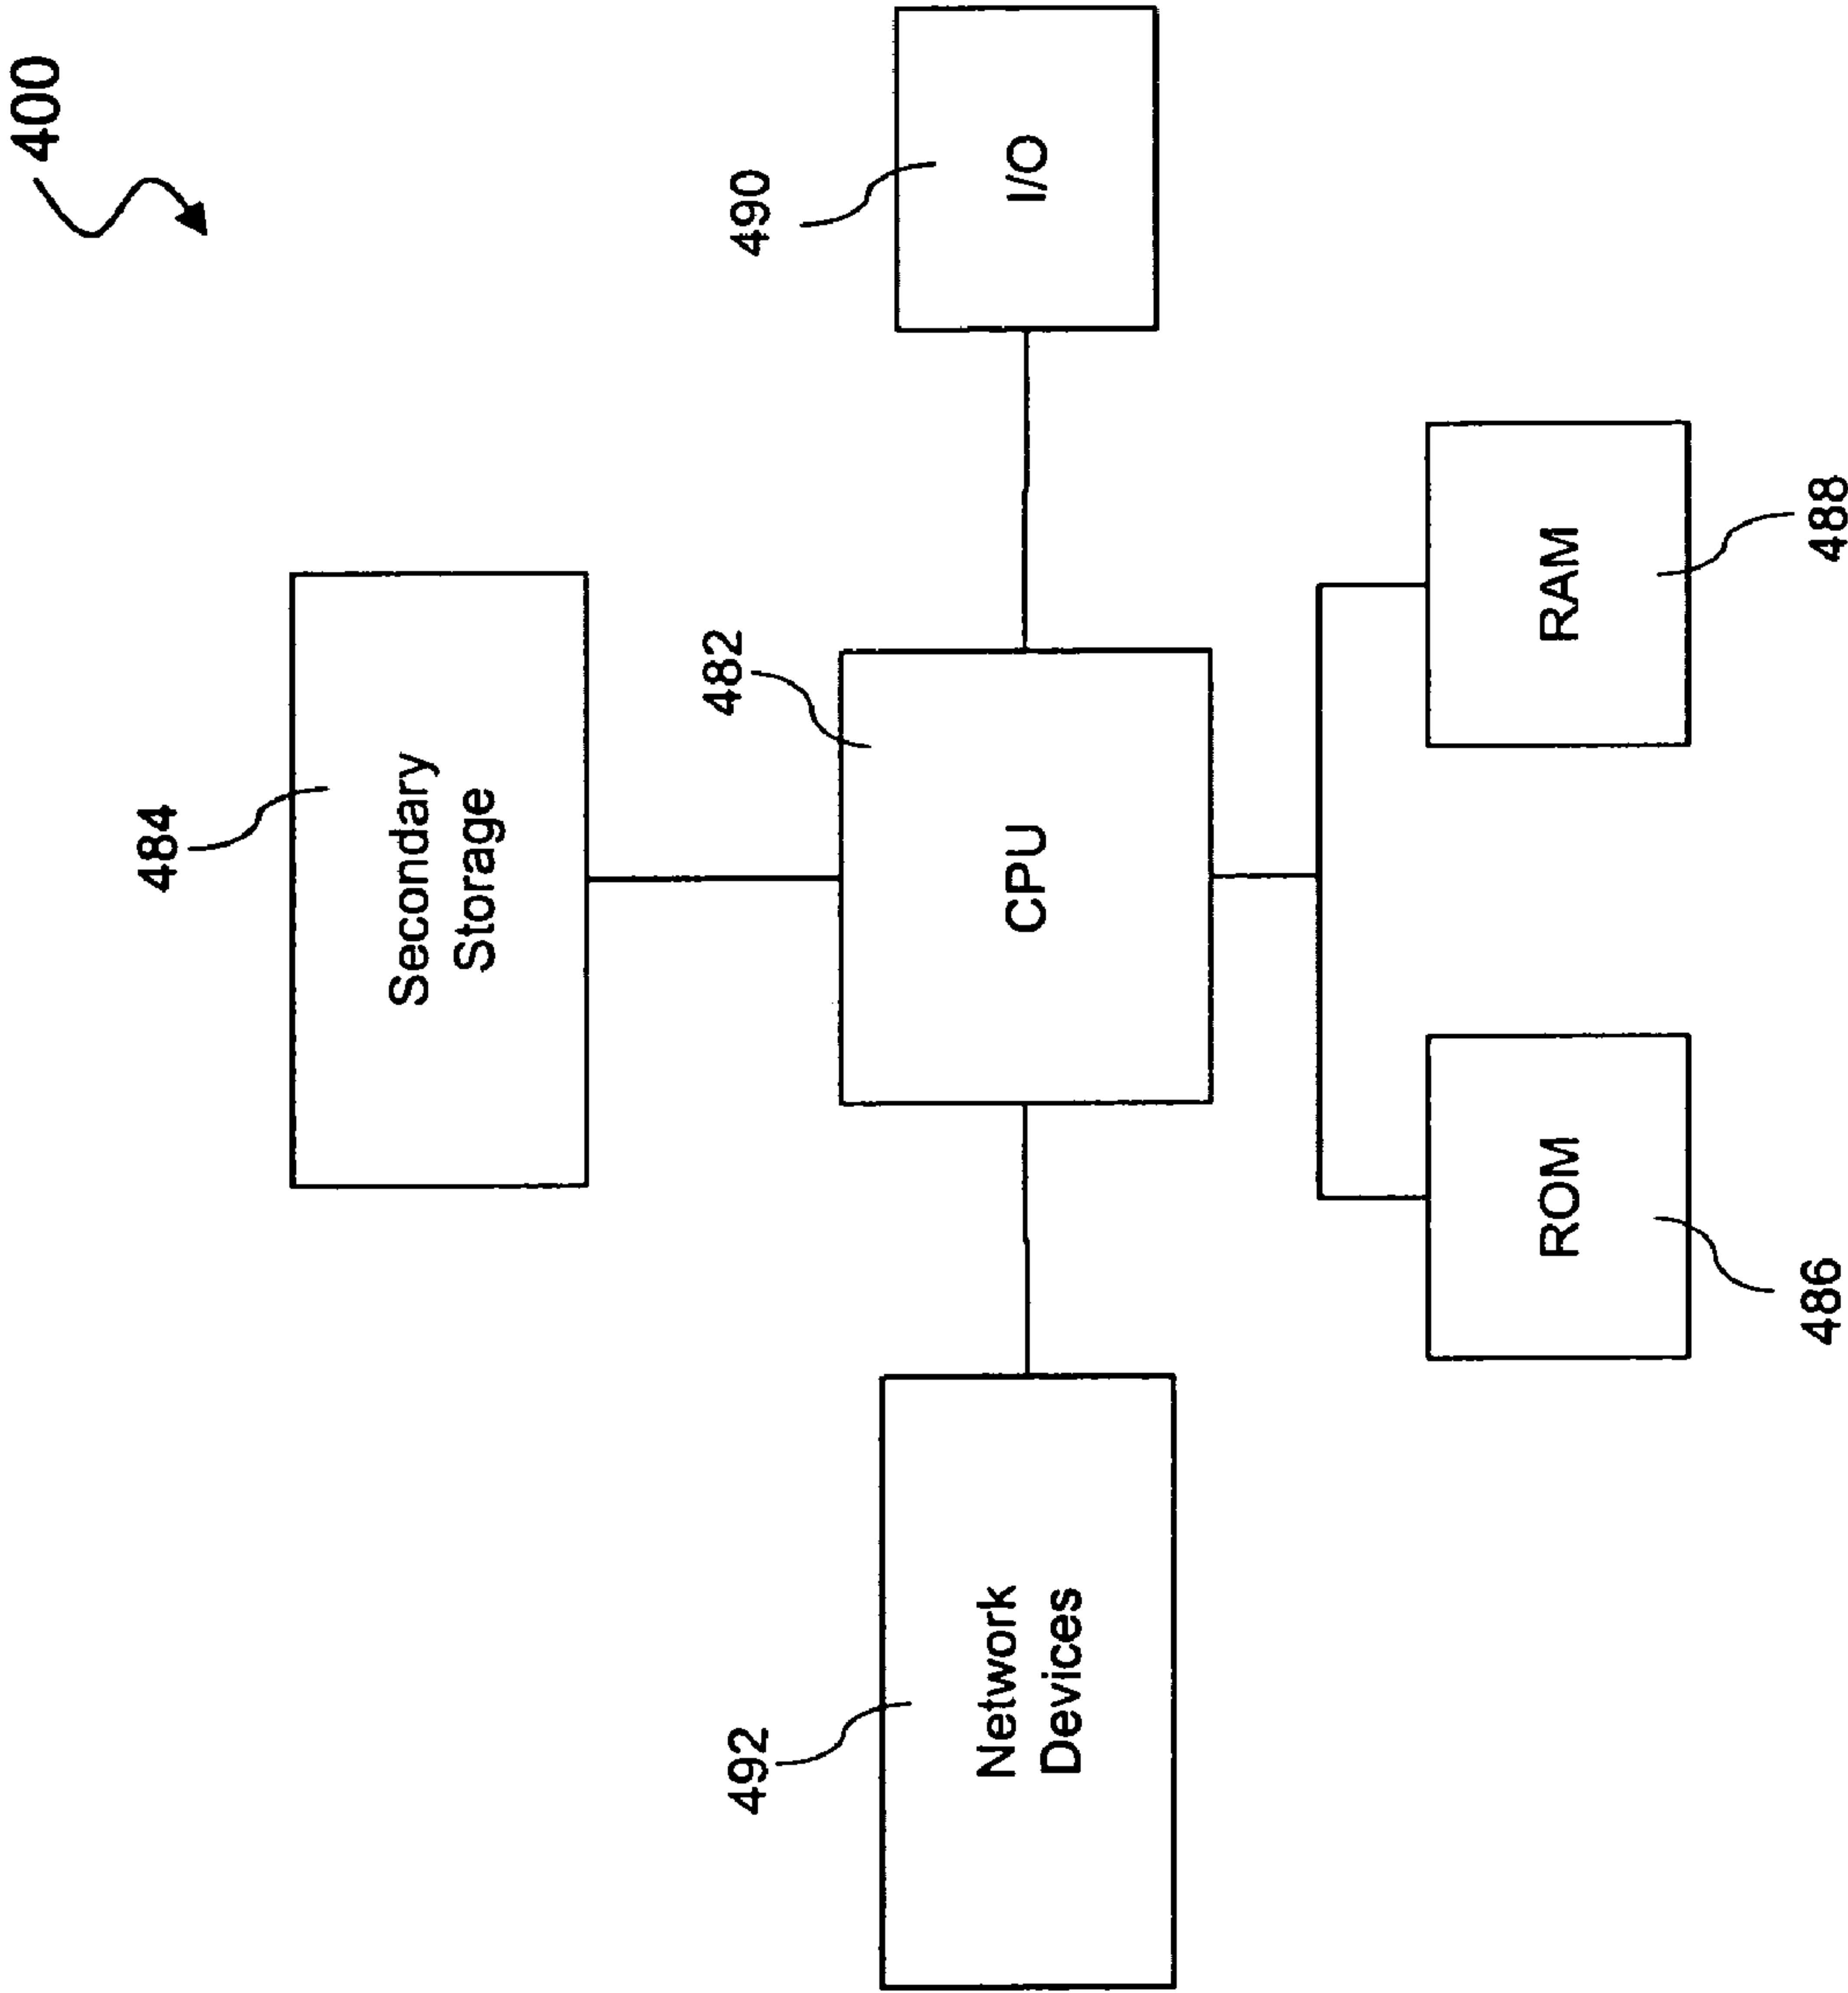 400
484
Secondary
Storage
492
Network
Devices
482
CPU
490
I/O
486
ROM
488
RAM